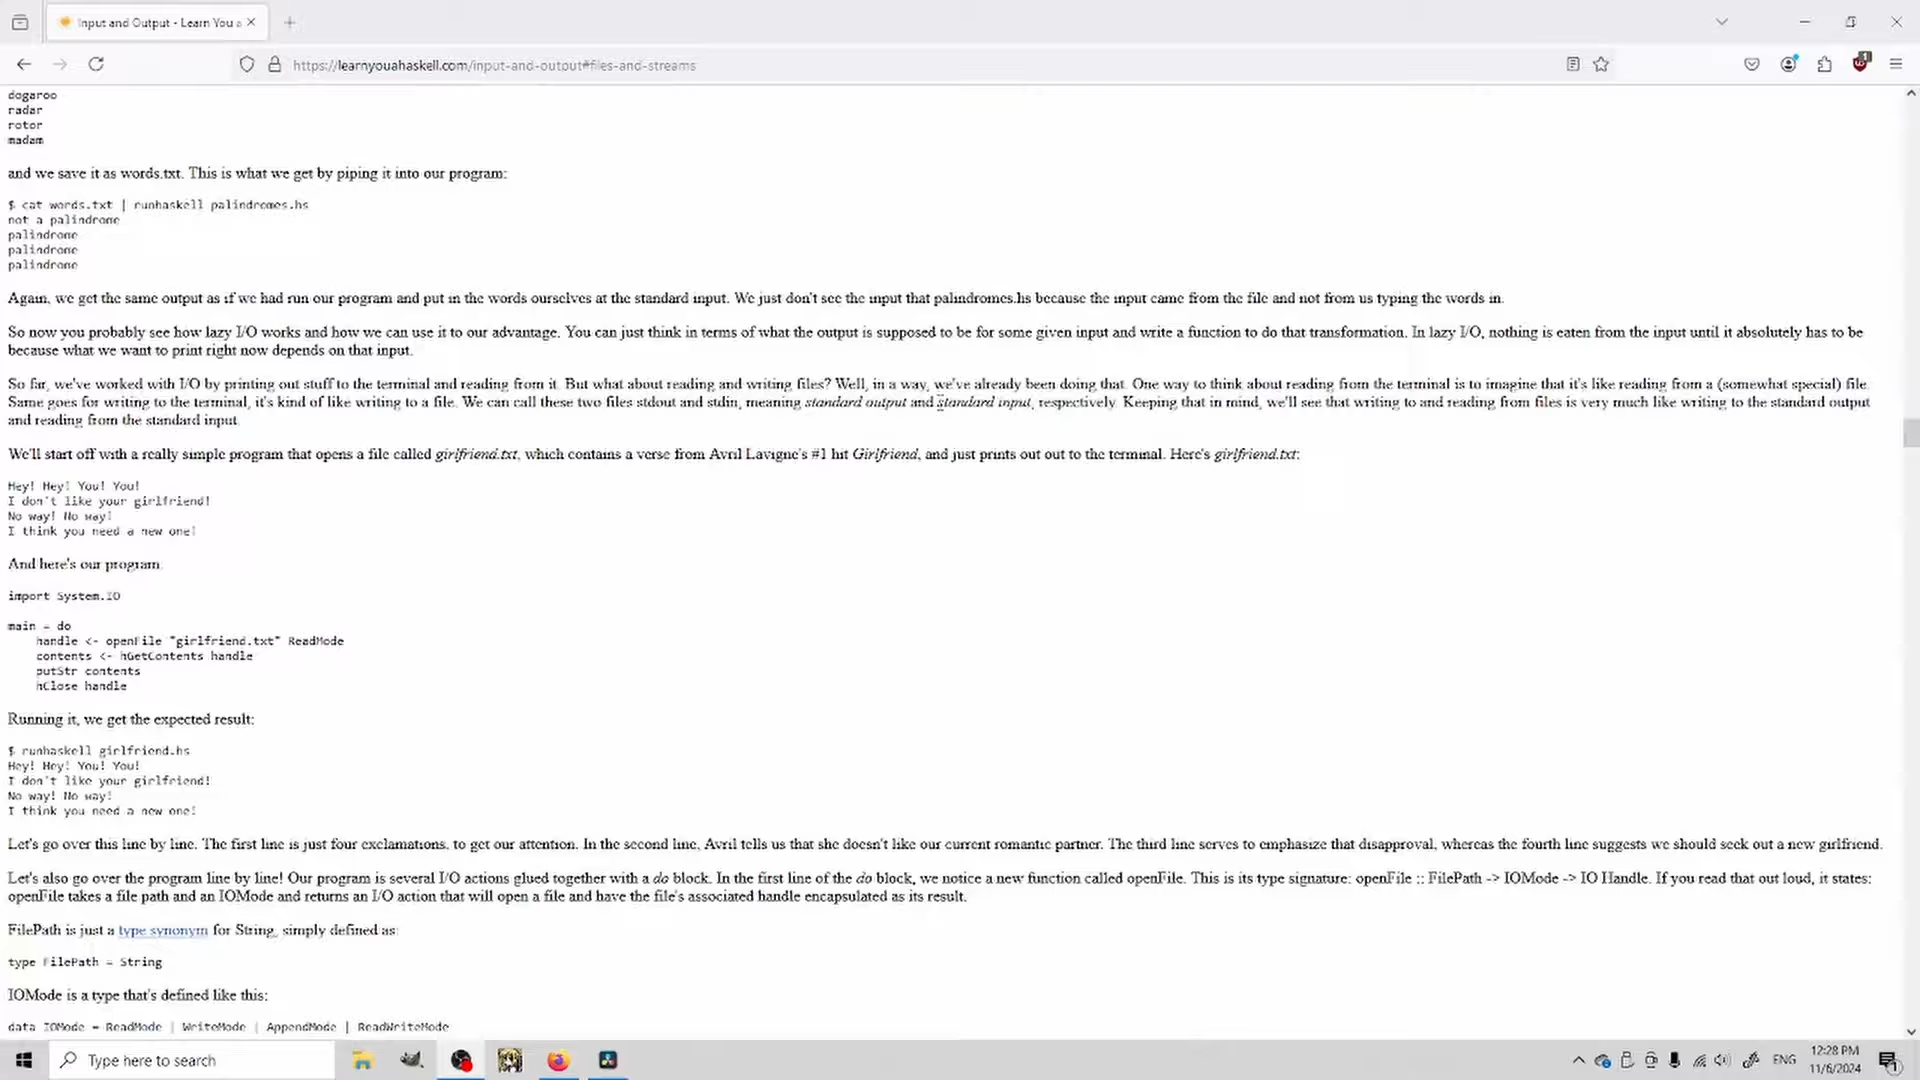 Input and Output - Learn You a
https://learnyouahaskell.com/input-and-output#files-and-streams
1
dogaroo
radar
rotor
madam
and we save it as words.txt. This is what we get by piping it into our program:
$ cat words.txt | runhaskell palindromes.hs
not a palindrome
palindrome
palindrome
palindrome
Again, we get the same output as if we had run our program and put in the words ourselves at the standard input. We just don't see the input that palindromes.hs because the input came from the file and not from us typing the words in.
So now you probably see how lazy I/O works and how we can use it to our advantage. You can just think in terms of what the output is supposed to be for some given input and write a function to do that transformation. In lazy I/O, nothing is eaten from the input until it absolutely has to be
because what we want to print right now depends on that input.
So far, we've worked with I/O by printing out stuff to the terminal and reading from it. But what about reading and writing files? Well, in a way, we've already been doing that. One way to think about reading from the terminal is to imagine that it's like reading from a (somewhat special) file.
Same goes for writing to the terminal, it's kind of like writing to a file. We can call these two files stdout and stdin, meaning standard output and standard input, respectively. Keeping that in mind, we'll see that writing to and reading from files is very much like writing to the standard output
and reading from the standard input.
We'll start off with a really simple program that opens a file called girlfriend.txt, which contains a verse from Avril Lavigne's #1 hit Girlfriend, and just prints out out to the terminal. Here's girlfriend.txt:
Hey! Hey! You! You!
I don't like your girlfriend!
No way! No way!
I think you need a new one!
And here's our program:
import System.IO
main = do
    handle <- openFile "girlfriend.txt" ReadMode
    contents <- hGetContents handle
    putStr contents
    hClose handle
Running it, we get the expected result:
$ runhaskell girlfriend.hs
Hey! Hey! You! You!
I don't like your girlfriend!
No way! No way!
I think you need a new one!
Let's go over this line by line. The first line is just four exclamations, to get our attention. In the second line, Avril tells us that she doesn't like our current romantic partner. The third line serves to emphasize that disapproval, whereas the fourth line suggests we should seek out a new girlfriend.
Let's also go over the program line by line! Our program is several I/O actions glued together with a do block. In the first line of the do block, we notice a new function called openFile. This is its type signature: openFile :: FilePath -> IOMode -> IO Handle. If you read that out loud, it states:
openFile takes a file path and an IOMode and returns an I/O action that will open a file and have the file's associated handle encapsulated as its result.
FilePath is just a type synonym for String, simply defined as:
type FilePath = String
IOMode is a type that's defined like this:
data IOMode = ReadMode | WriteMode | AppendMode | ReadWriteMode
Type here to search
ENG
12:28 PM
11/6/2024
1